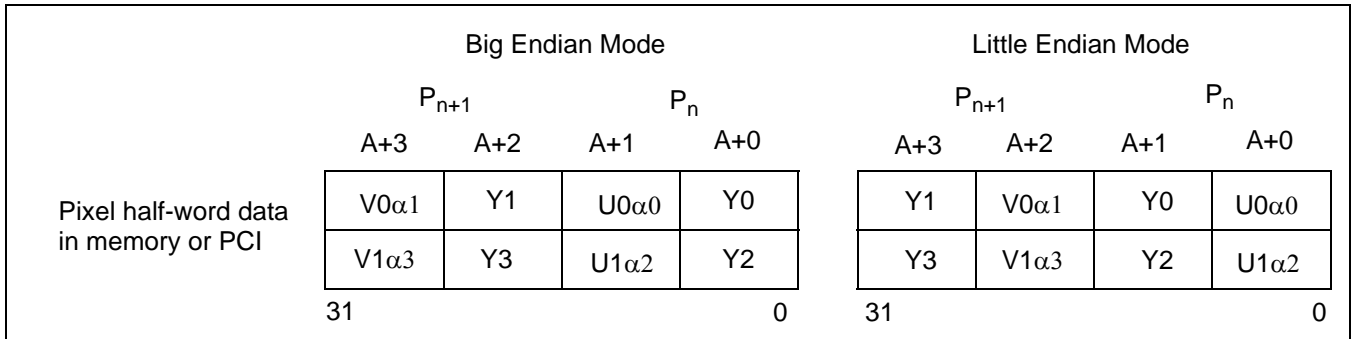 Big Endian Mode Little Endian Mode
Pn+1 Pn Pn+1 Pn
A+3 A+2 A+1 A+0 A+3 A+2 A+1 A+0
Pixel half-word data
in memory or PCI
V0α1 Y1 U0α0 Y0 Y1 V0α1 Y0 U0α0
V1α3 Y3 U1α2 Y2 Y3 V1α3 Y2 U1α2
31 0 31 0